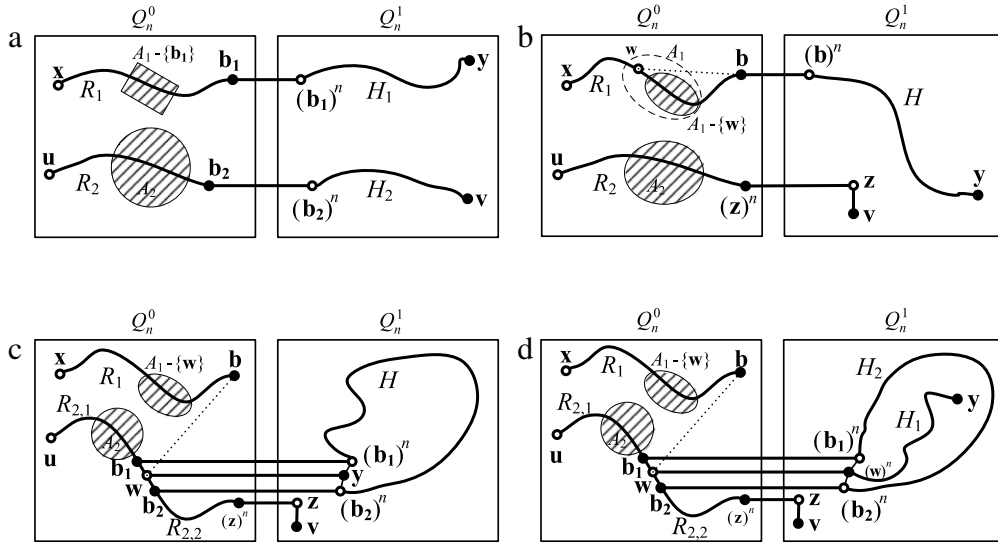 Q_n^0 Q_n^1
a
x R_1 A_1-{b_1} b_1 (b_1)^n H_1 y
u R_2 A_2 b_2 (b_2)^n H_2 v
Q_n^0 Q_n^1
b
x R_1 w A_1 A_1-{w} b (b)^n H y
u R_2 A_2 (z)^n z v
Q_n^0 Q_n^1
c
x R_1 A_1-{w} b H
R_{2,1} A_2 u
b_1 (b_1)^n
w y
b_2 (b_2)^n
R_{2,2} (z)^n z v
Q_n^0 Q_n^1
d
x R_1 A_1-{w} b H_2
R_{2,1} A_2 u H_1 y
b_1 (b_1)^n
w (w)^n
b_2 (b_2)^n
R_{2,2} (z)^n z v